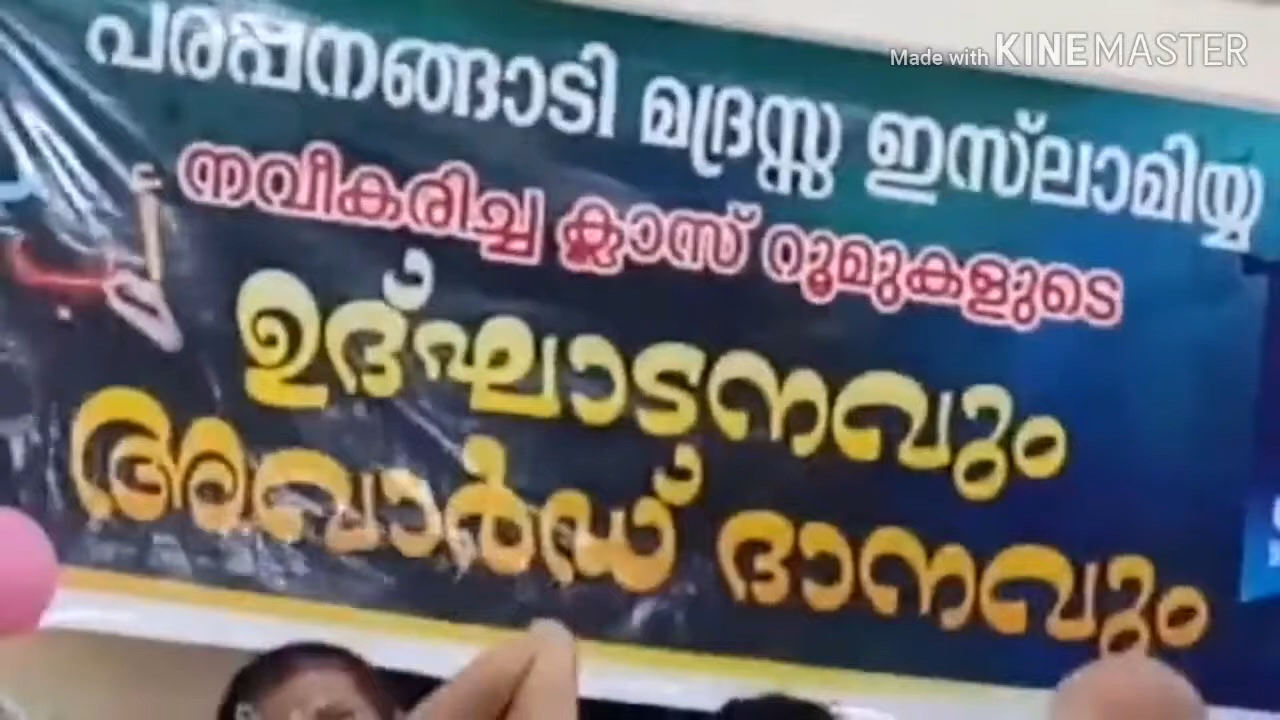 Made with KINEMASTER
പരപ്പനങ്ങാടി മദ്രസ്സ ഇസ്ലാമിയ്യ
നവീകരിച്ച ക്ലാസ് റൂമുകളുടെ
ഉദ്ഘാടനവും
അവാർഡ് ദാനവും